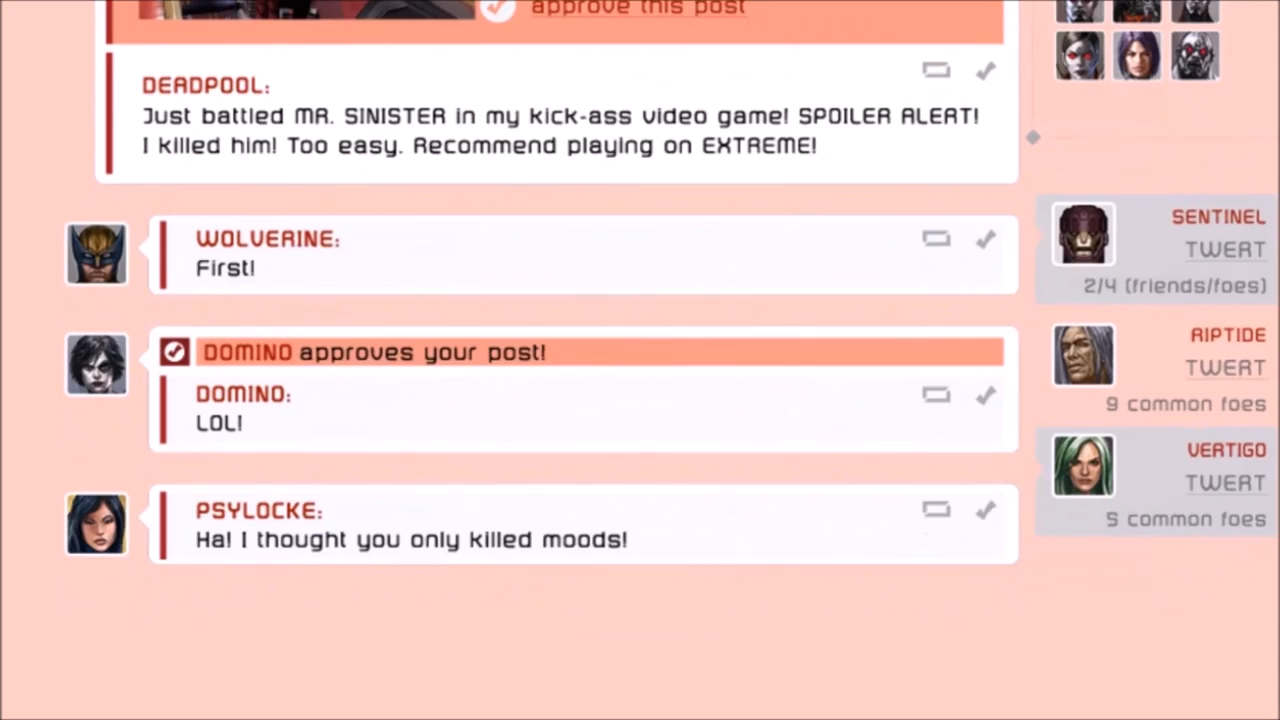 approve this post
DEADPOOL:
Just battled MR. SINISTER in my kick-ass video game! SPOILER ALERT!
I killed him! Too easy. Recommend playing on EXTREME!
WOLVERINE:
First!
DOMINO approves your post!
DOMINO:
LOL!
PSYLOCKE:
Ha! I thought you only killed moods!
SENTINEL
TWERT
2/4 (friends/foes)
RIPTIDE
TWERT
9 common foes
VERTIGO
TWERT
5 common foes